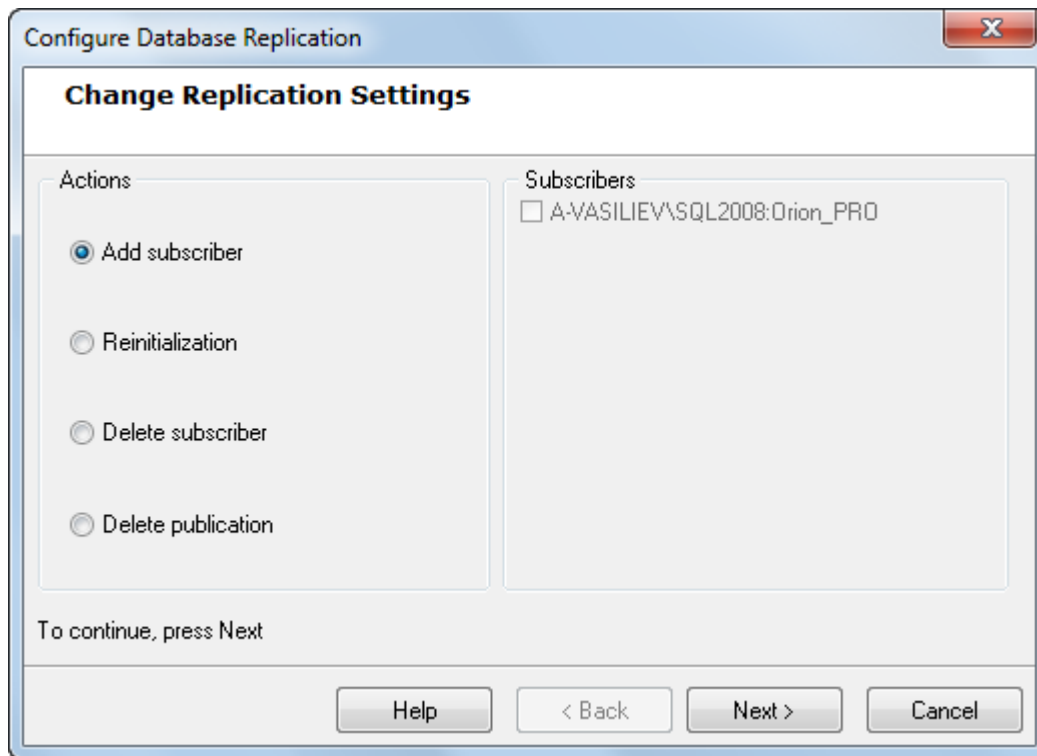 Configure Database Replication
Change Replication Settings
Actions
Add subscriber
Reinitialization
Delete subscriber
Delete publication
Subscribers
A-VASILIEV\SQL2008:Orion_PRO
To continue, press Next
Help
< Back
Next >
Cancel